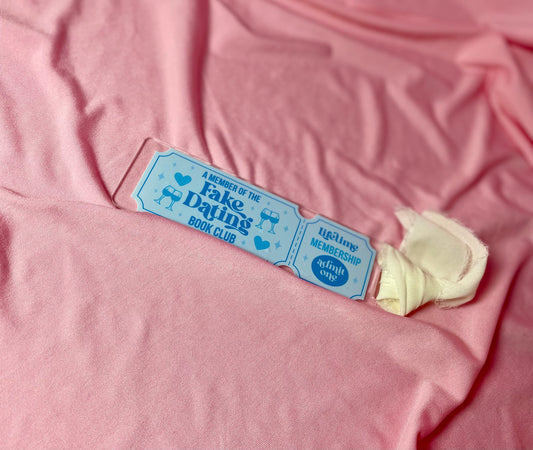 A MEMBER OF THE
Fake
Dating
BOOK CLUB
lifetime
MEMBERSHIP
admit
one